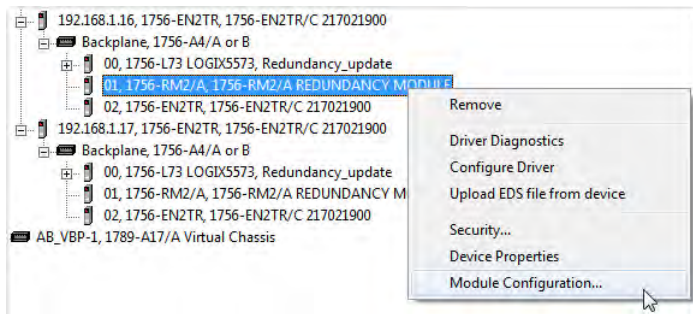 192.168.1.16, 1756-EN2TR, 1756-EN2TR/C 217021900
Backplane, 1756-A4/A or B
00, 1756-L73 LOGIX5573, Redundancy_update
01, 1756-RM2/A, 1756-RM2/A REDUNDANCY MODULE
02, 1756-EN2TR, 1756-EN2TR/C 217021900
192.168.1.17, 1756-EN2TR, 1756-EN2TR/C 217021900
Backplane, 1756-A4/A or B
00, 1756-L73 LOGIX5573, Redundancy_update
01, 1756-RM2/A, 1756-RM2/A REDUNDANCY M
02, 1756-EN2TR, 1756-EN2TR/C 217021900
AB_VBP-1, 1789-A17/A Virtual Chassis
Remove
Driver Diagnostics
Configure Driver
Upload EDS file from device
Security...
Device Properties
Module Configuration...